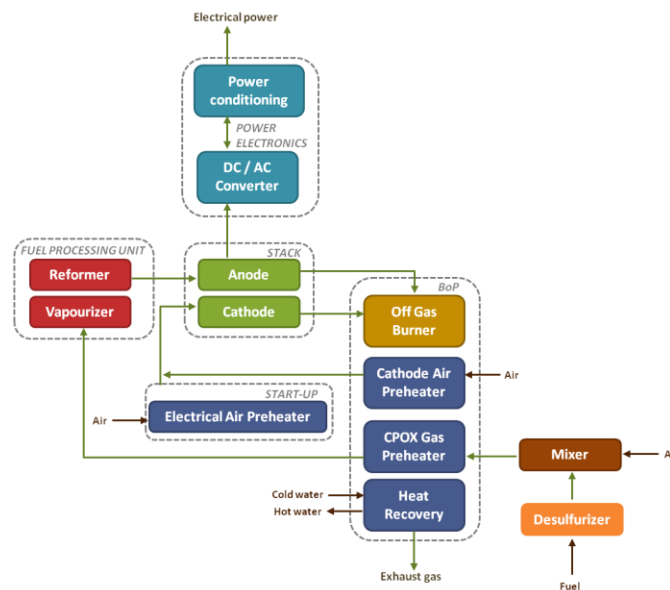 Electrical power
Power
conditioning
POWER
ELECTRONICS
DC / AC
Converter
FUEL PROCESSING UNIT
STACK
Reformer
Anode
BoP
Vapourizer
Cathode
Off Gas
Burner
Cathode Air
Preheater
Air
START-UP
Air
Electrical Air Preheater
CPOX Gas
Preheater
Mixer
Cold water
Hot water
Heat
Recovery
Desulfurizer
Exhaust gas
Fuel